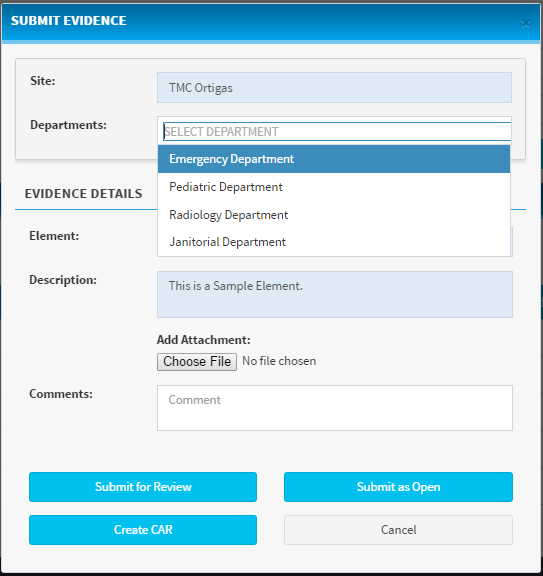 SUBMIT EVIDENCE ×
Site: TMC Ortigas
Departments: SELECT DEPARTMENT
Emergency Department
Pediatric Department
Radiology Department
Janitorial Department
EVIDENCE DETAILS
Element:
Description: This is a Sample Element.
Add Attachment:
Choose File No file chosen
Comments: Comment
Submit for Review Submit as Open
Create CAR Cancel